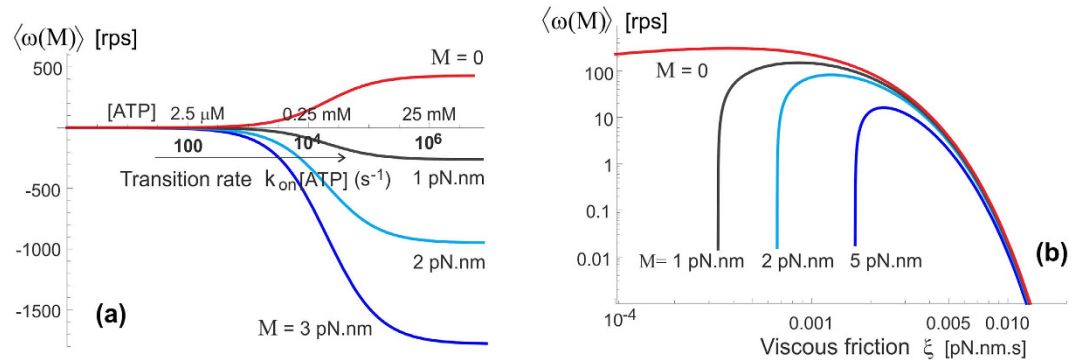 ⟨ω(M)⟩ [rps]
500
M = 0
[ATP] 2.5 μM 0.25 mM 25 mM
0
100 10⁴ 10⁶
Transition rate k_on[ATP] (s⁻¹)
1 pN.nm
-500
-1000
2 pN.nm
-1500
(a)
M = 3 pN.nm
⟨ω(M)⟩ [rps]
100
M = 0
10
1
0.1
0.01
M= 1 pN.nm 2 pN.nm 5 pN.nm
(b)
10⁻⁴ 0.001 0.005 0.010
Viscous friction ξ [pN.nm.s]